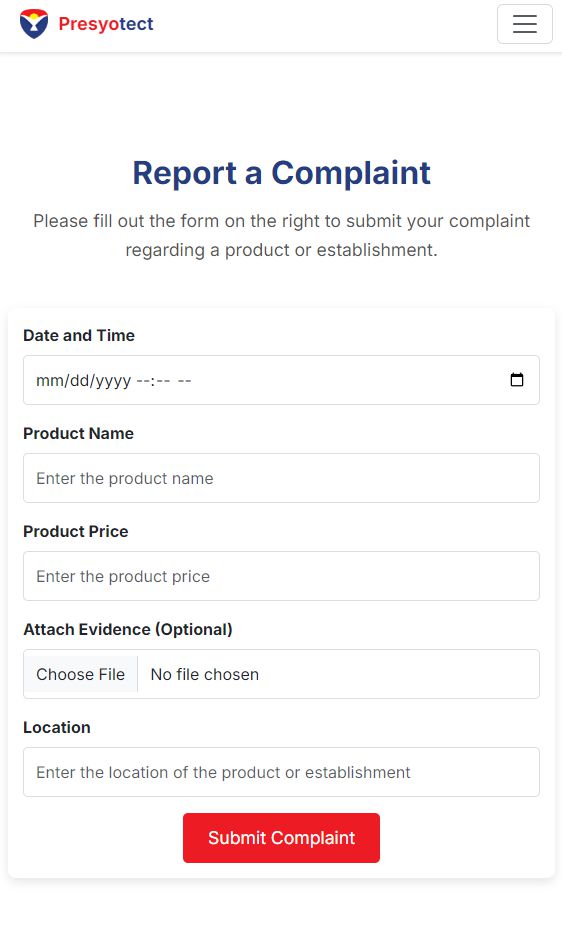 Presyotect
Report a Complaint
Please fill out the form on the right to submit your complaint
regarding a product or establishment.
Date and Time
mm/dd/yyyy --:-- --
Product Name
Enter the product name
Product Price
Enter the product price
Attach Evidence (Optional)
Choose File No file chosen
Location
Enter the location of the product or establishment
Submit Complaint